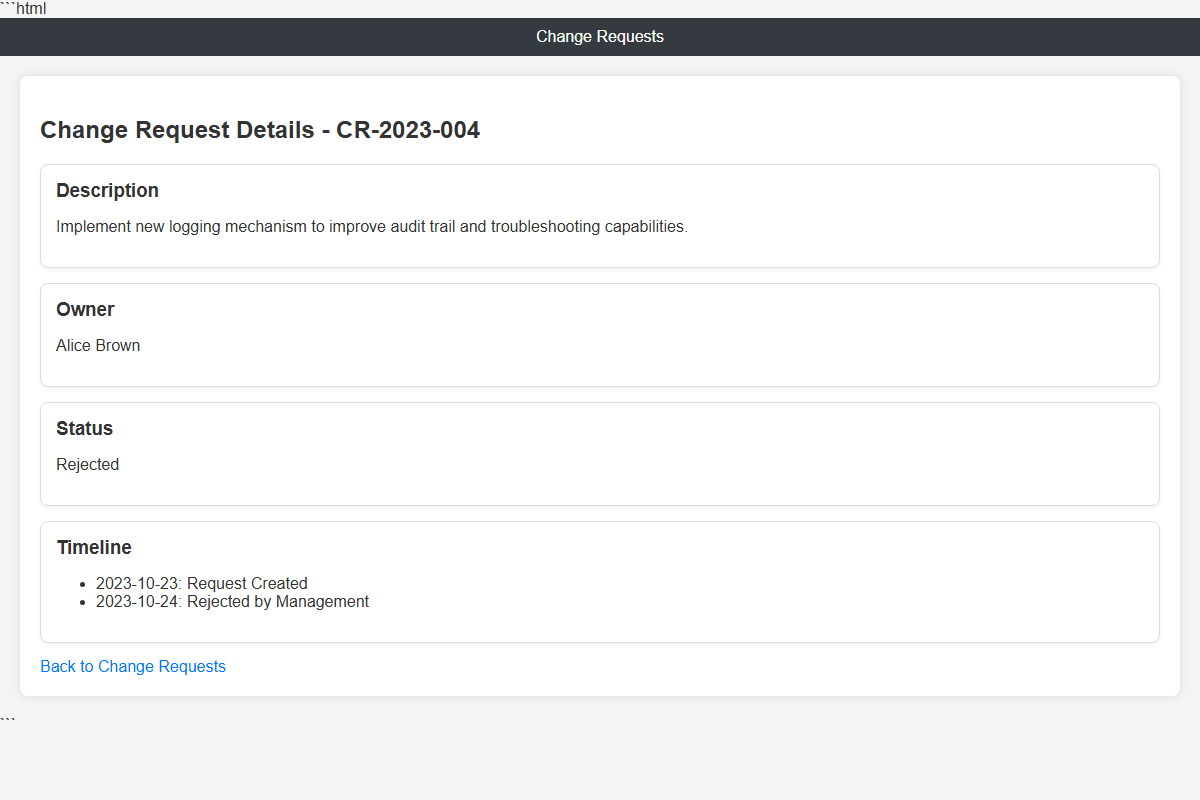 ```html
Change Requests
Change Request Details - CR-2023-004
Description
Implement new logging mechanism to improve audit trail and troubleshooting capabilities.
Owner
Alice Brown
Status
Rejected
Timeline
• 2023-10-23: Request Created
• 2023-10-24: Rejected by Management
Back to Change Requests
```